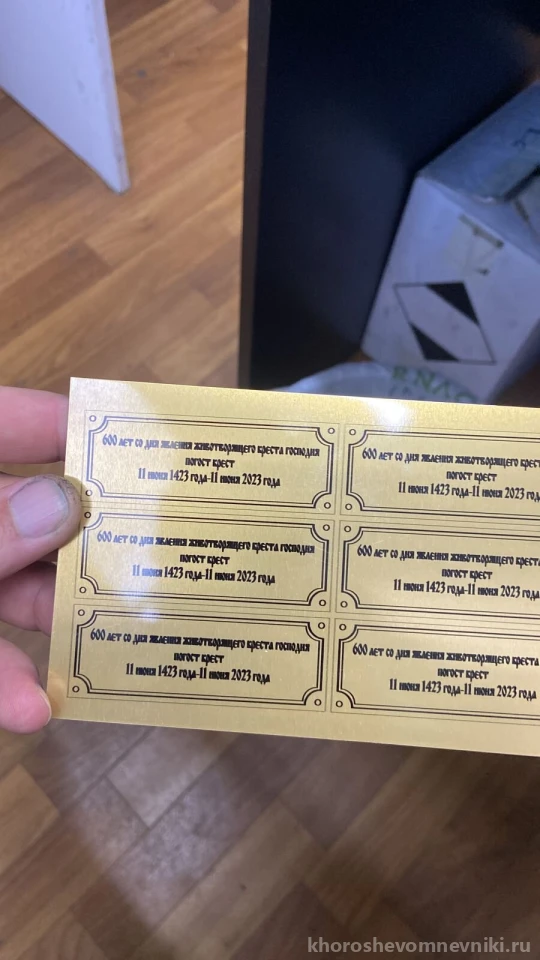 600 лет со дня явления животворящего креста господня
погост крест
11 июня 1423 года-11 июня 2023 года
600 лет со дня явления животворящего креста
погост крест
11 июня 1423 года-11 июня 2023
600 лет со дня явления животворящего креста господня
погост крест
11 июня 1423 года-11 июня 2023 года
600 лет со дня явления животворящего креста
погост крест
11 июня 1423 года-11 июня 2023
600 лет со дня явления животворящего креста господня
погост крест
11 июня 1423 года-11 июня 2023 года
600 лет со дня явления животворящего креста
погост крест
11 июня 1423 года-11 июня 2023 года
khoroshevomnevniki.ru